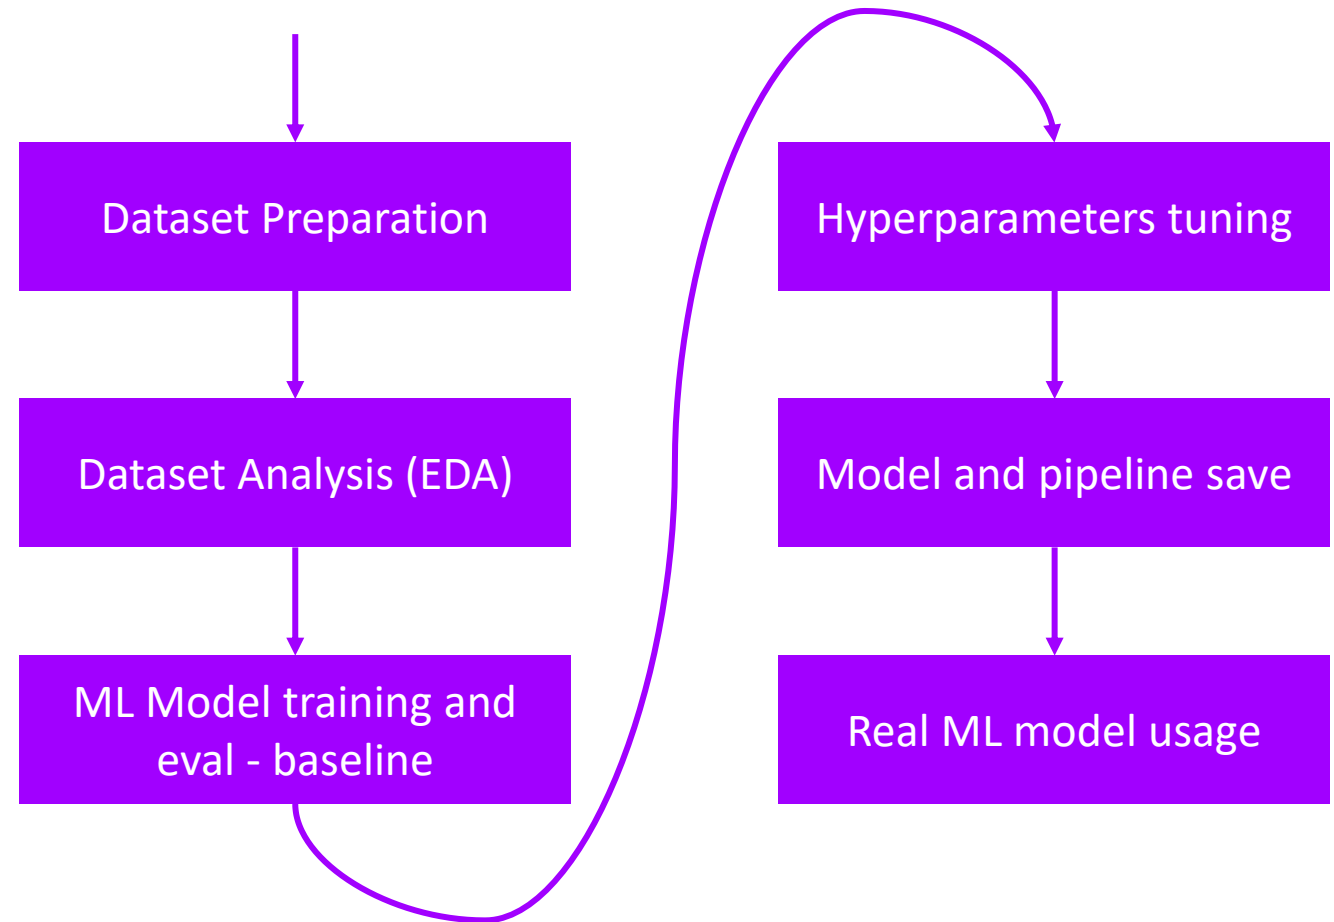 Dataset Preparation
Dataset Analysis (EDA)
ML Model training and
eval - baseline
Hyperparameters tuning
Model and pipeline save
Real ML model usage